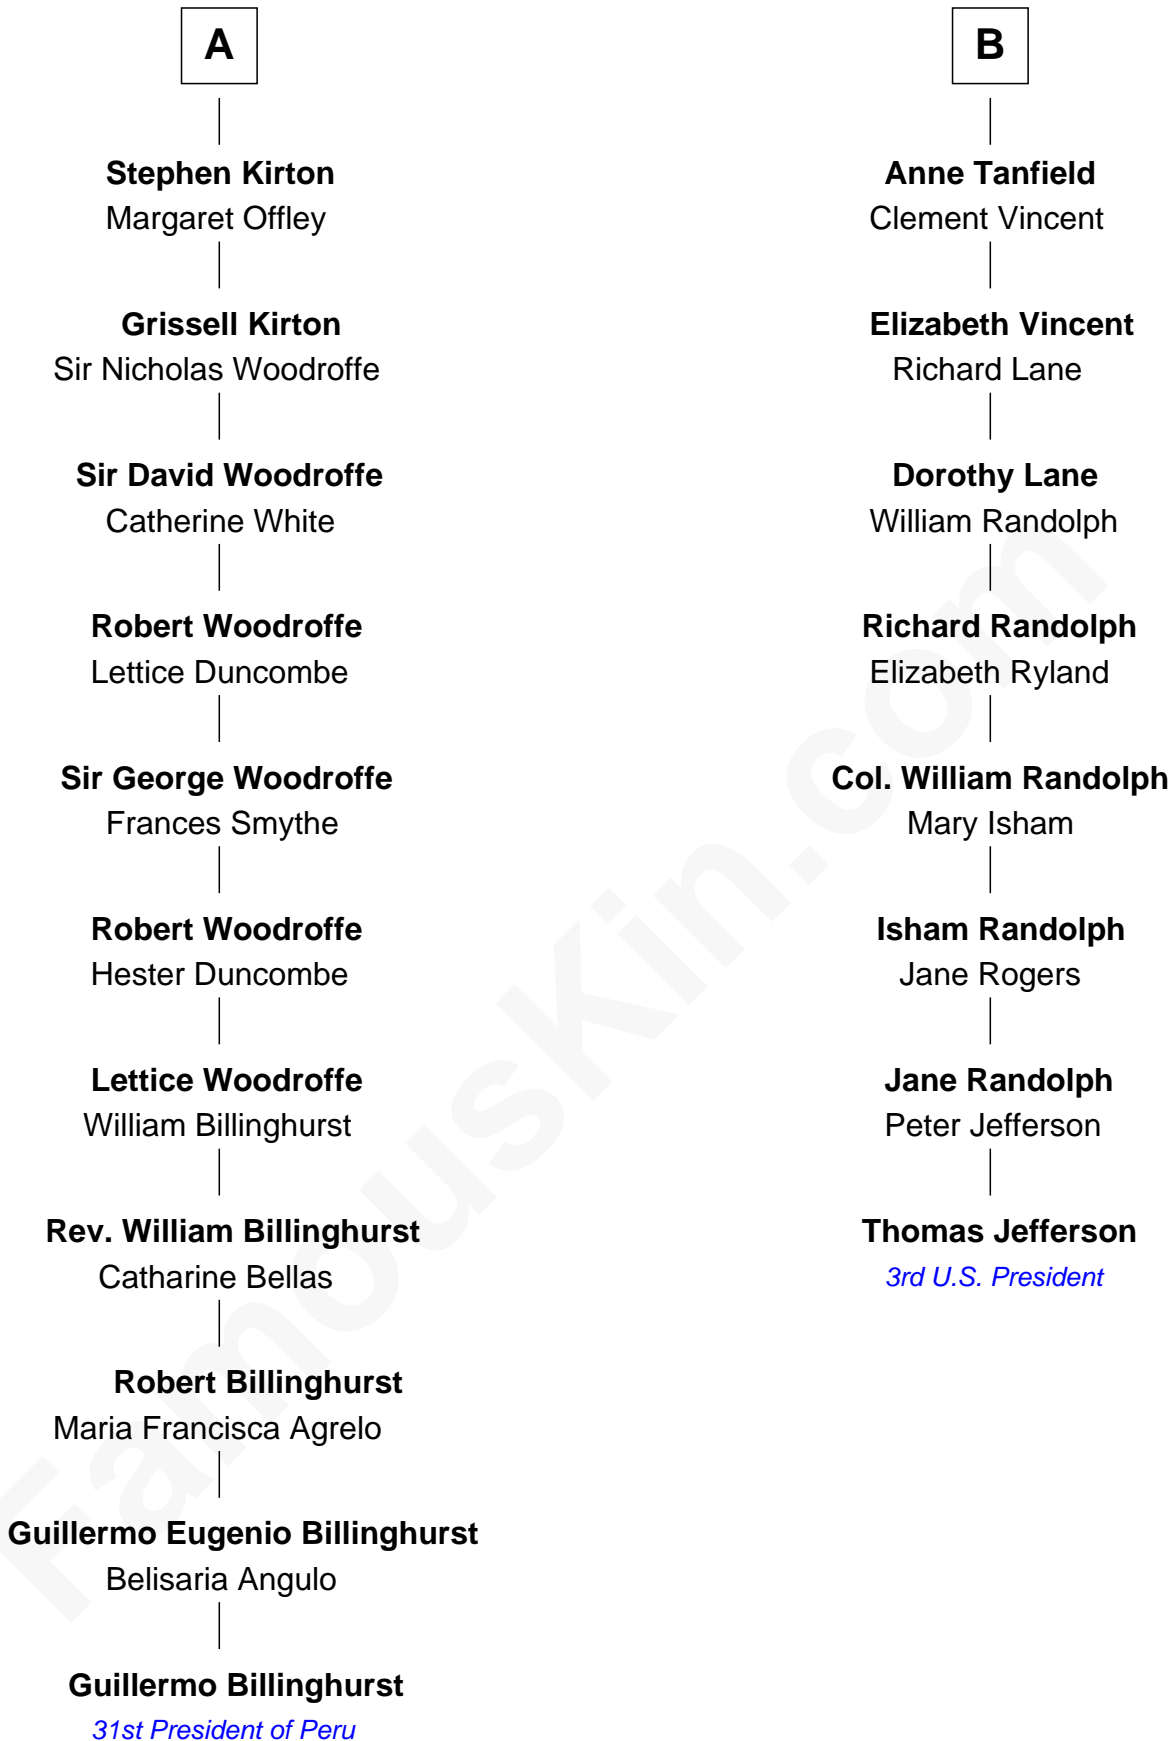 A
Stephen Kirton
Margaret Offley
Grissell Kirton
Sir Nicholas Woodroffe
Sir David Woodroffe
Catherine White
Robert Woodroffe
Lettice Duncombe
Sir George Woodroffe
Frances Smythe
Robert Woodroffe
Hester Duncombe
Lettice Woodroffe
William Billinghurst
Rev. William Billinghurst
Catharine Bellas
Robert Billinghurst
Maria Francisca Agrelo
Guillermo Eugenio Billinghurst
Belisaria Angulo
Guillermo Billinghurst
31st President of Peru
B
Anne Tanfield
Clement Vincent
Elizabeth Vincent
Richard Lane
Dorothy Lane
William Randolph
Richard Randolph
Elizabeth Ryland
Col. William Randolph
Mary Isham
Isham Randolph
Jane Rogers
Jane Randolph
Peter Jefferson
Thomas Jefferson
3rd U.S. President
FamousKin.com